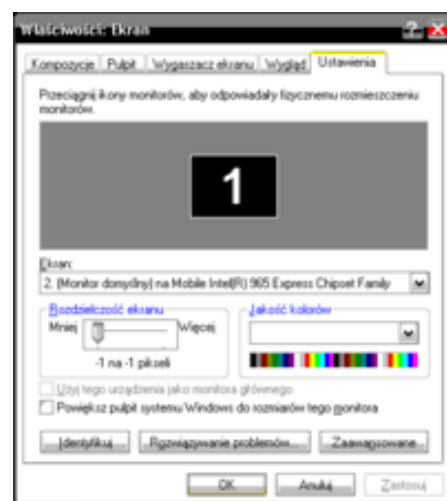 Właściwości: Ekran
Kompozycje Pulpit Wygaszacz ekranu Wygląd Ustawienia
Przeciągnij ikony monitorów, aby odpowiadały fizycznemu rozmieszczeniu
monitorów.
1
Ekran:
2. (Monitor domyślny) na Mobile Intel(R) 965 Express Chipset Family
Rozdzielczość ekranu
Mniej Więcej
-1 na -1 pikseli
Jakość kolorów
Użyj tego urządzenia jako monitora głównego
Powiększ pulpit systemu Windows do rozmiarów tego monitora
Identyfikuj Rozwiązywanie problemów... Zaawansowane
OK Anuluj Zastosuj